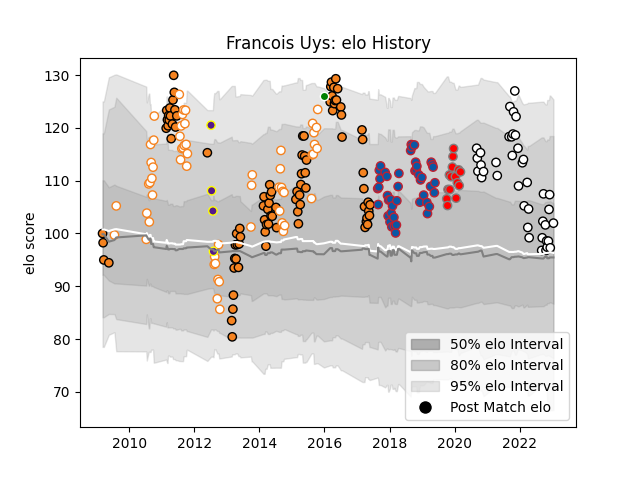 Francois Uys: elo History
elo score
130
120
110
100
90
80
70
2010
2012
2014
2016
2018
2020
2022
50% elo Interval
80% elo Interval
95% elo Interval
Post Match elo